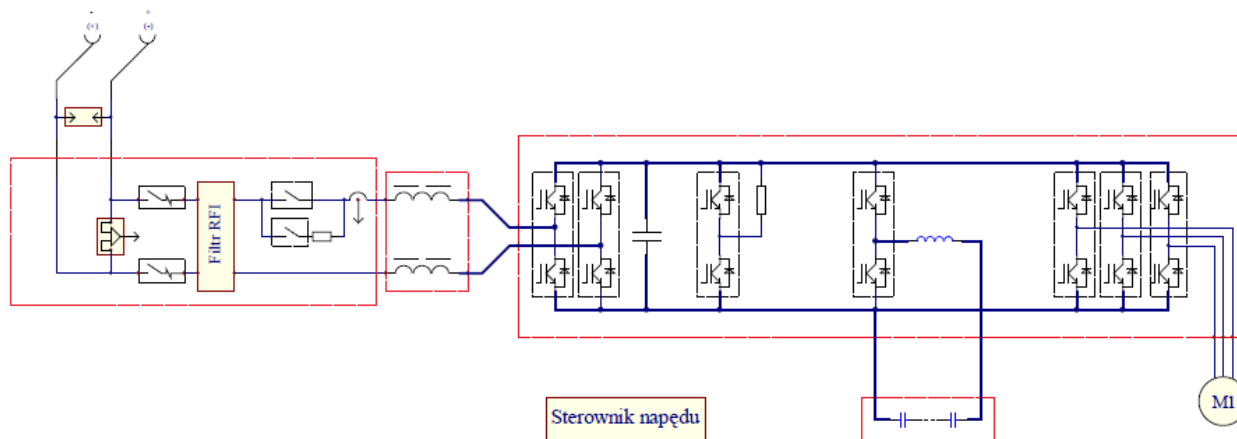 - +
(+) (-)
Filtr RFI
M1
Sterownik napędu